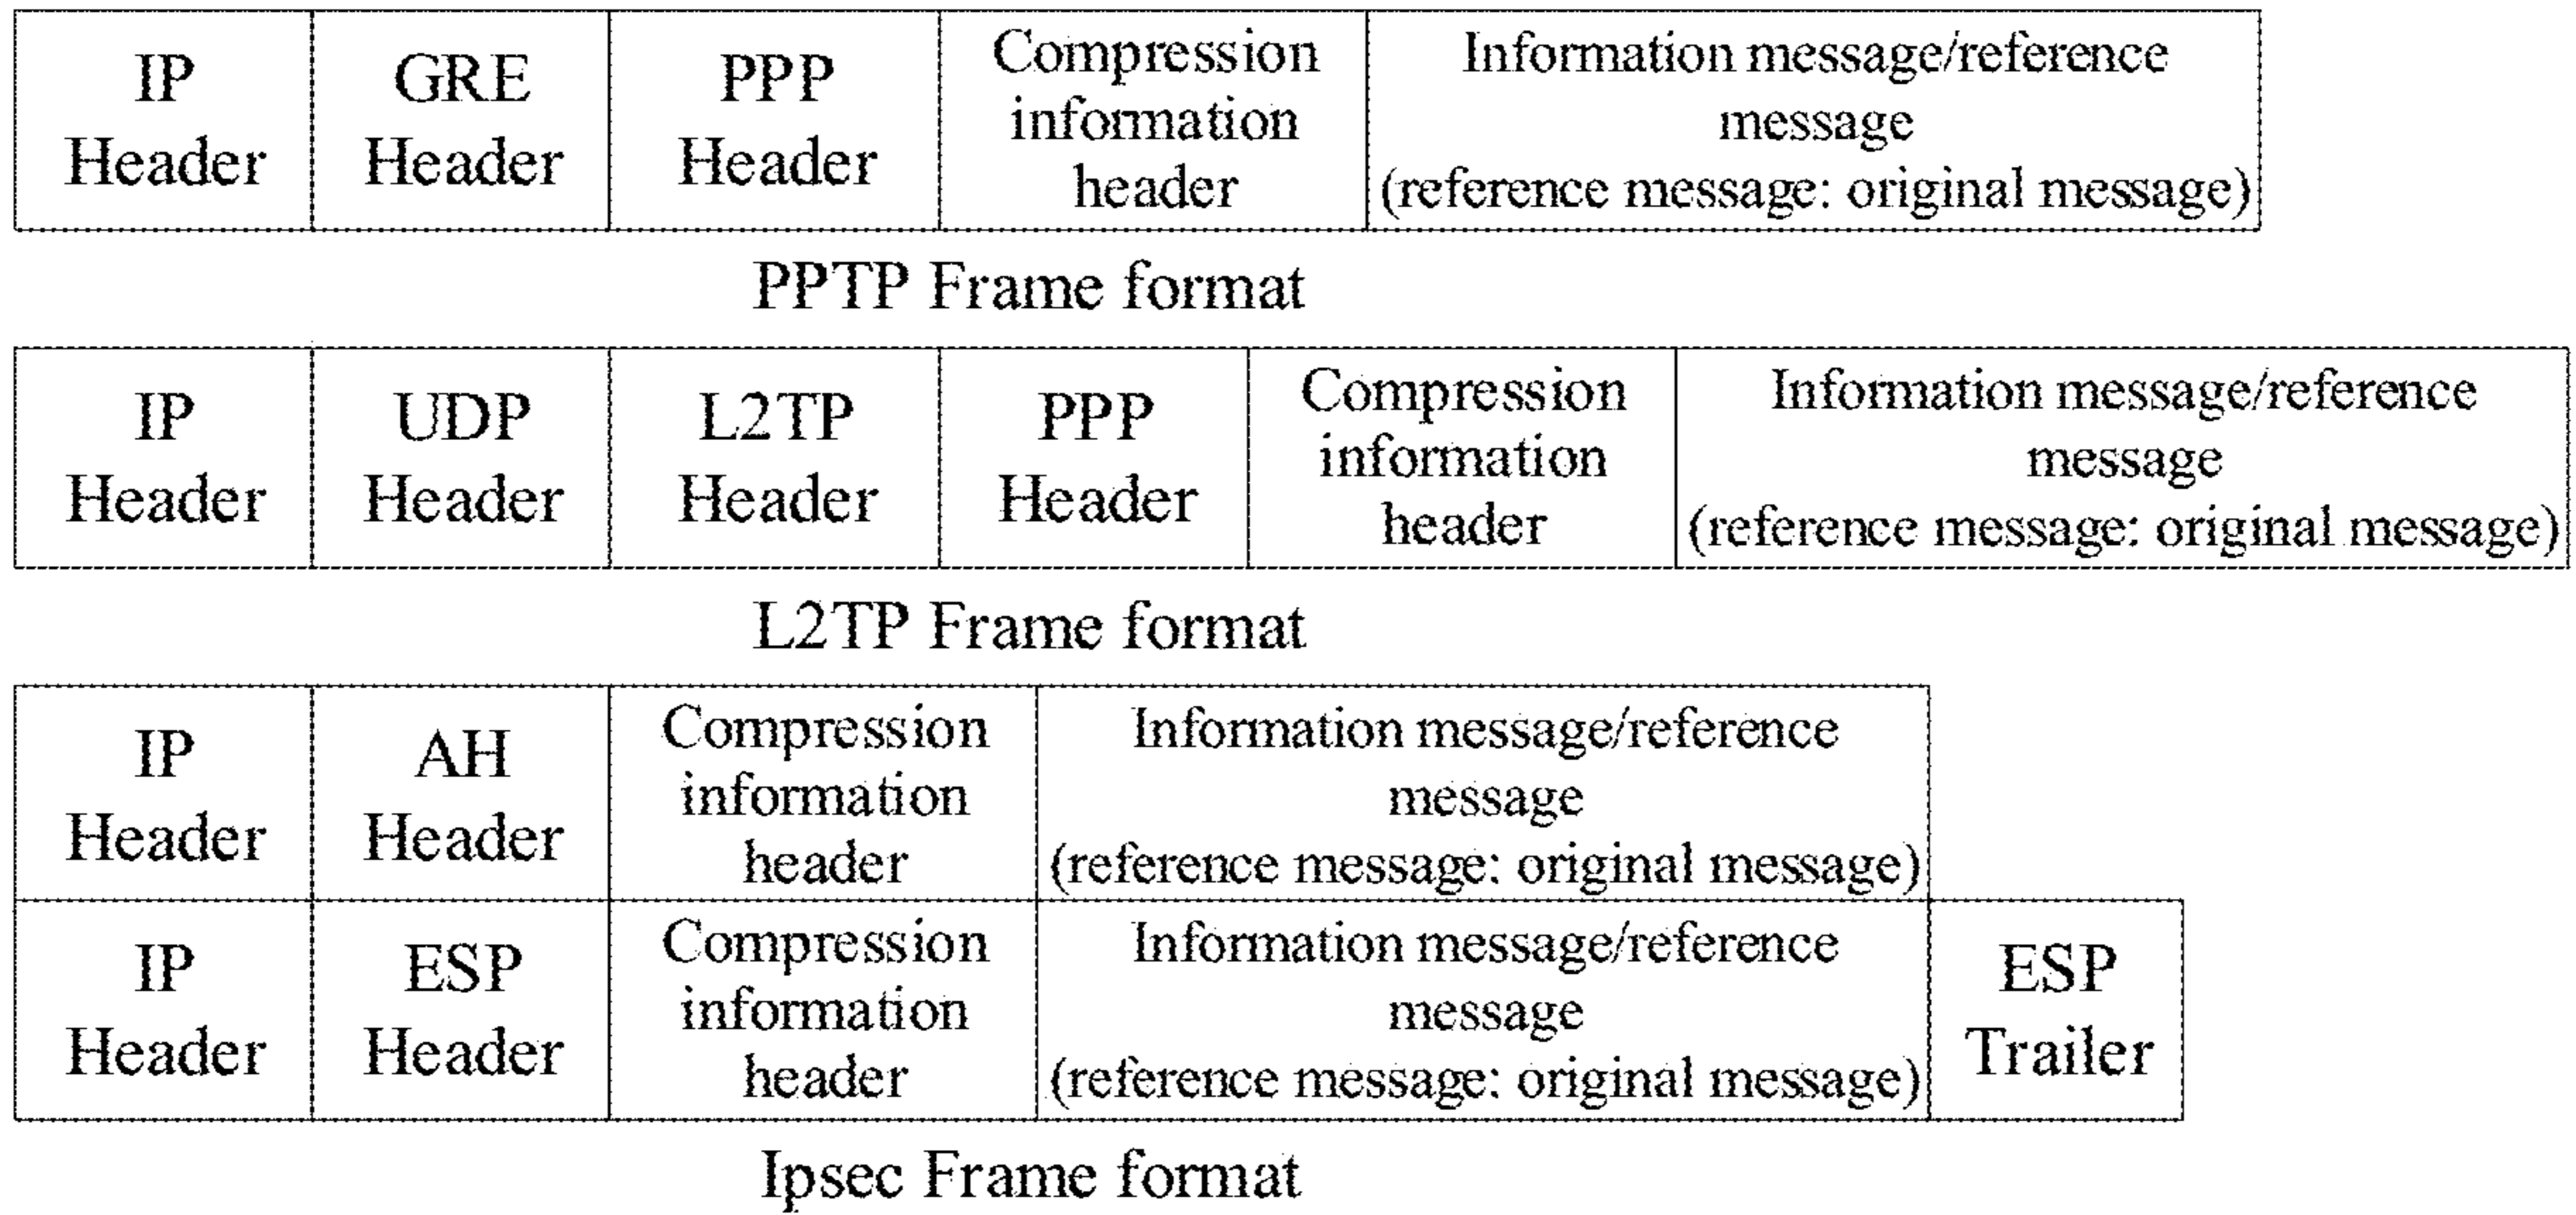 IP
Header
GRE
Header
PPP
Header
Compression
information
header
Information message/reference
message
(reference message: original message)
PPTP Frame format
IP
Header
UDP
Header
L2TP
Header
PPP
Header
Compression
information
header
Information message/reference
message
(reference message: original message)
L2TP Frame format
IP
Header
AH
Header
Compression
information
header
Information message/reference
message
(reference message: original message)
IP
Header
ESP
Header
Compression
information
header
Information message/reference
message
(reference message: original message)
ESP
Trailer
Ipsec Frame format